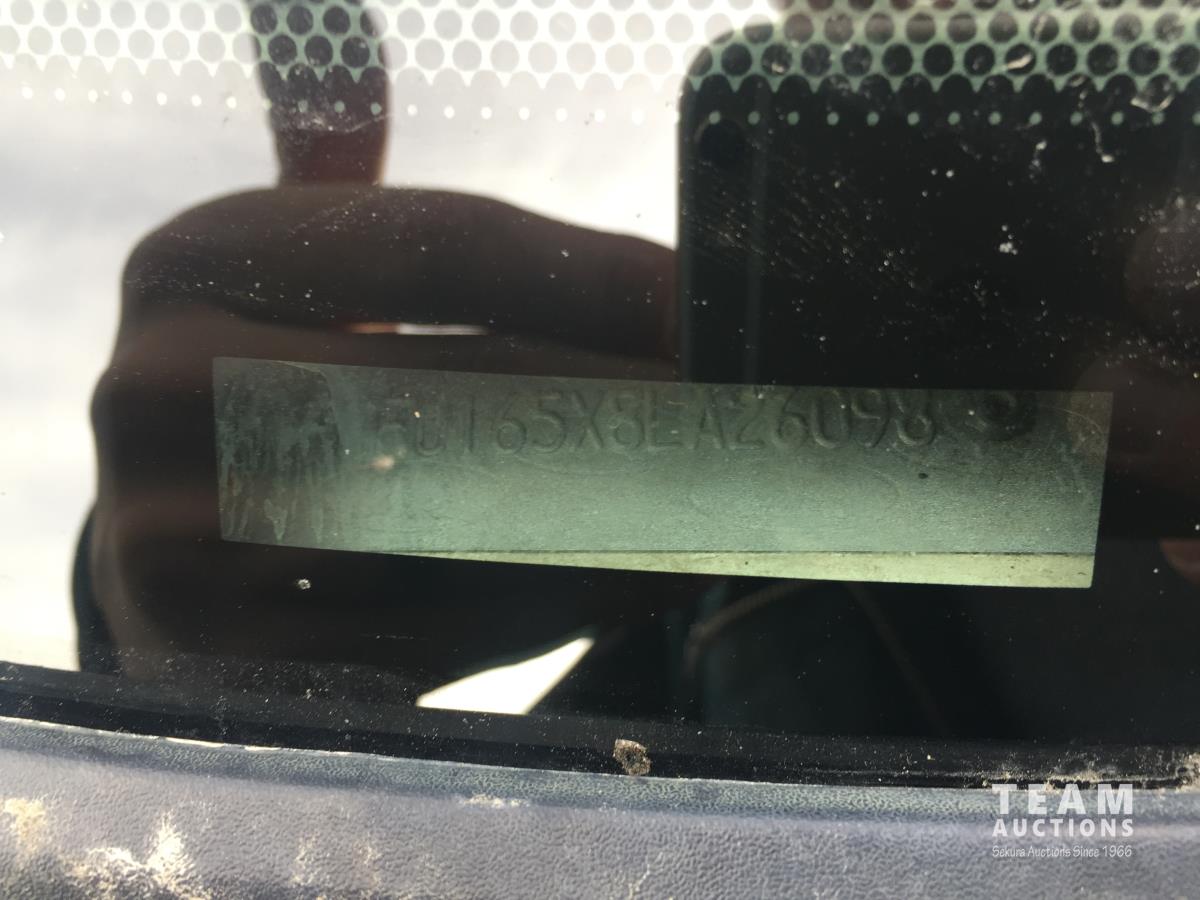 FU165X8EA26098
TEAM
AUCTIONS
Sekura Auctions Since 1966